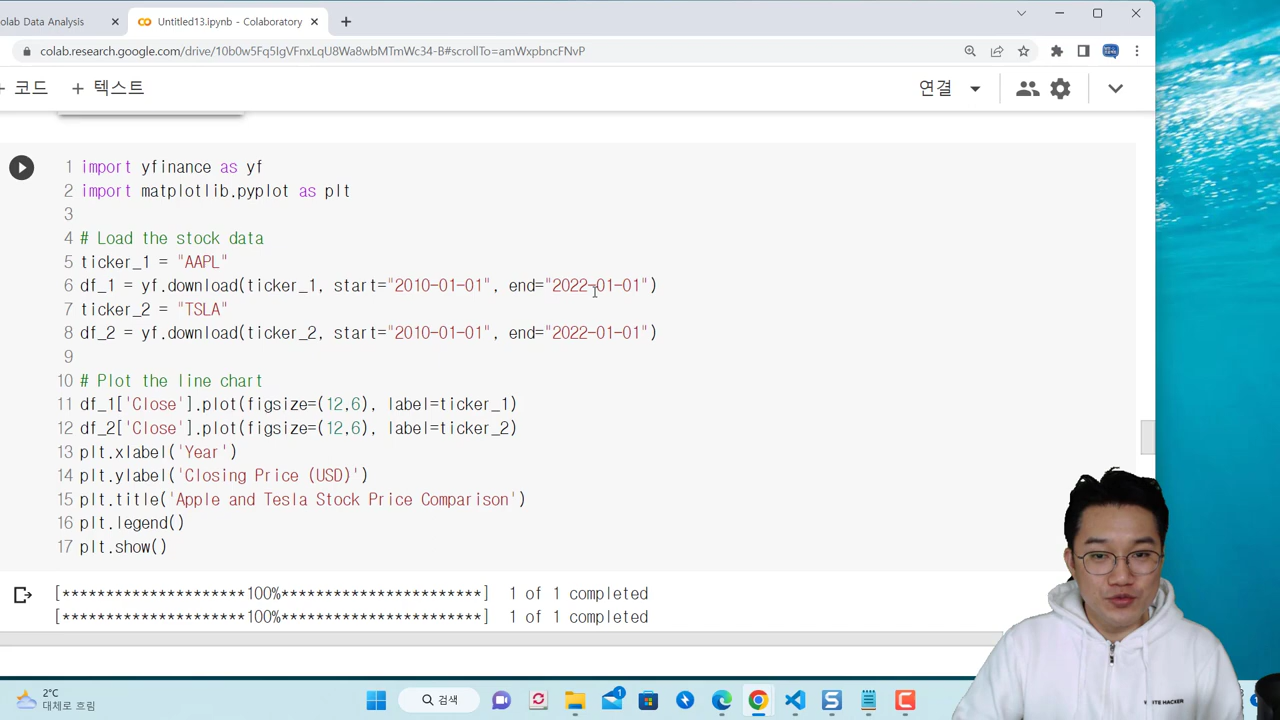 olab Data Analysis
Untitled13.ipynb - Colaboratory
colab.research.google.com/drive/10b0w5Fq5IgVFnxLqU8Wa8wbMTmWc34-B#scrollTo=amWxpbncFNvP
+ 코드 + 텍스트 연결
1 import yfinance as yf
2 import matplotlib.pyplot as plt
3
4 # Load the stock data
5 ticker_1 = "AAPL"
6 df_1 = yf.download(ticker_1, start="2010-01-01", end="2022-01-01")
7 ticker_2 = "TSLA"
8 df_2 = yf.download(ticker_2, start="2010-01-01", end="2022-01-01")
9
10 # Plot the line chart
11 df_1['Close'].plot(figsize=(12,6), label=ticker_1)
12 df_2['Close'].plot(figsize=(12,6), label=ticker_2)
13 plt.xlabel('Year')
14 plt.ylabel('Closing Price (USD)')
15 plt.title('Apple and Tesla Stock Price Comparison')
16 plt.legend()
17 plt.show()
[*********************100%***********************] 1 of 1 completed
[*********************100%***********************] 1 of 1 completed
2°C
대체로 흐림
검색
1